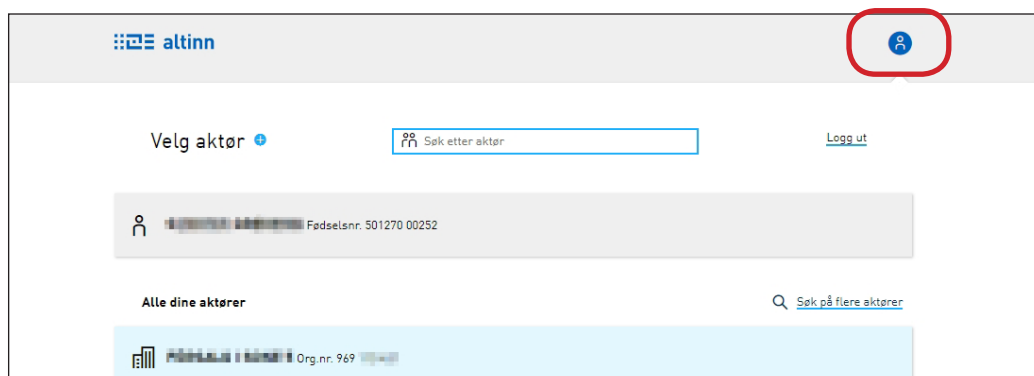 altinn
Velg aktør
Søk etter aktør
Logg ut
Fødselsnr. 501270 00252
Alle dine aktører
Søk på flere aktører
Org.nr. 969